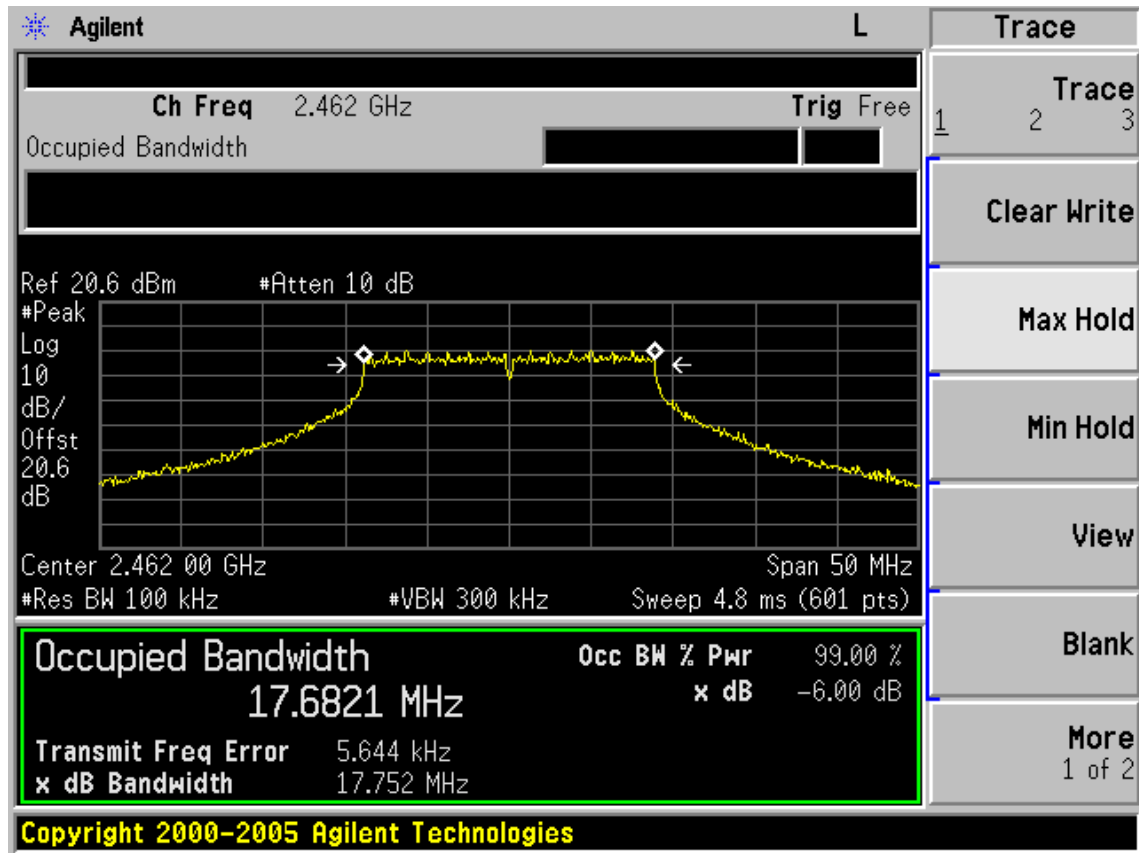 Agilent L
Trace
Ch Freq 2.462 GHz Trig Free
Occupied Bandwidth
Trace
1 2 3
Clear Write
Max Hold
Min Hold
View
Blank
More
1 of 2
Ref 20.6 dBm #Atten 10 dB
#Peak
Log
10
dB/
Offst
20.6
dB
Center 2.462 00 GHz Span 50 MHz
#Res BW 100 kHz #VBW 300 kHz Sweep 4.8 ms (601 pts)
Occupied Bandwidth Occ BW % Pwr 99.00 %
17.6821 MHz x dB -6.00 dB
Transmit Freq Error 5.644 kHz
x dB Bandwidth 17.752 MHz
Copyright 2000-2005 Agilent Technologies